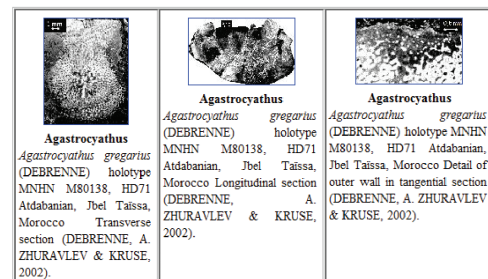 1 mm
Agastrocyathus
Agastrocyathus gregarius
(DEBRENNE) holotype
MNHN M80138, HD71
Atdabanian, Jbel Taïssa,
Morocco Transverse
section (DEBRENNE, A.
ZHURAVLEV & KRUSE,
2002).
Agastrocyathus
Agastrocyathus gregarius
(DEBRENNE) holotype
MNHN M80138, HD71
Atdabanian, Jbel Taïssa,
Morocco Longitudinal section
(DEBRENNE, A.
ZHURAVLEV & KRUSE,
2002).
Agastrocyathus
Agastrocyathus gregarius
(DEBRENNE) holotype MNHN
M80138, HD71 Atdabanian,
Jbel Taïssa, Morocco Detail of
outer wall in tangential section
(DEBRENNE, A. ZHURAVLEV
& KRUSE, 2002).